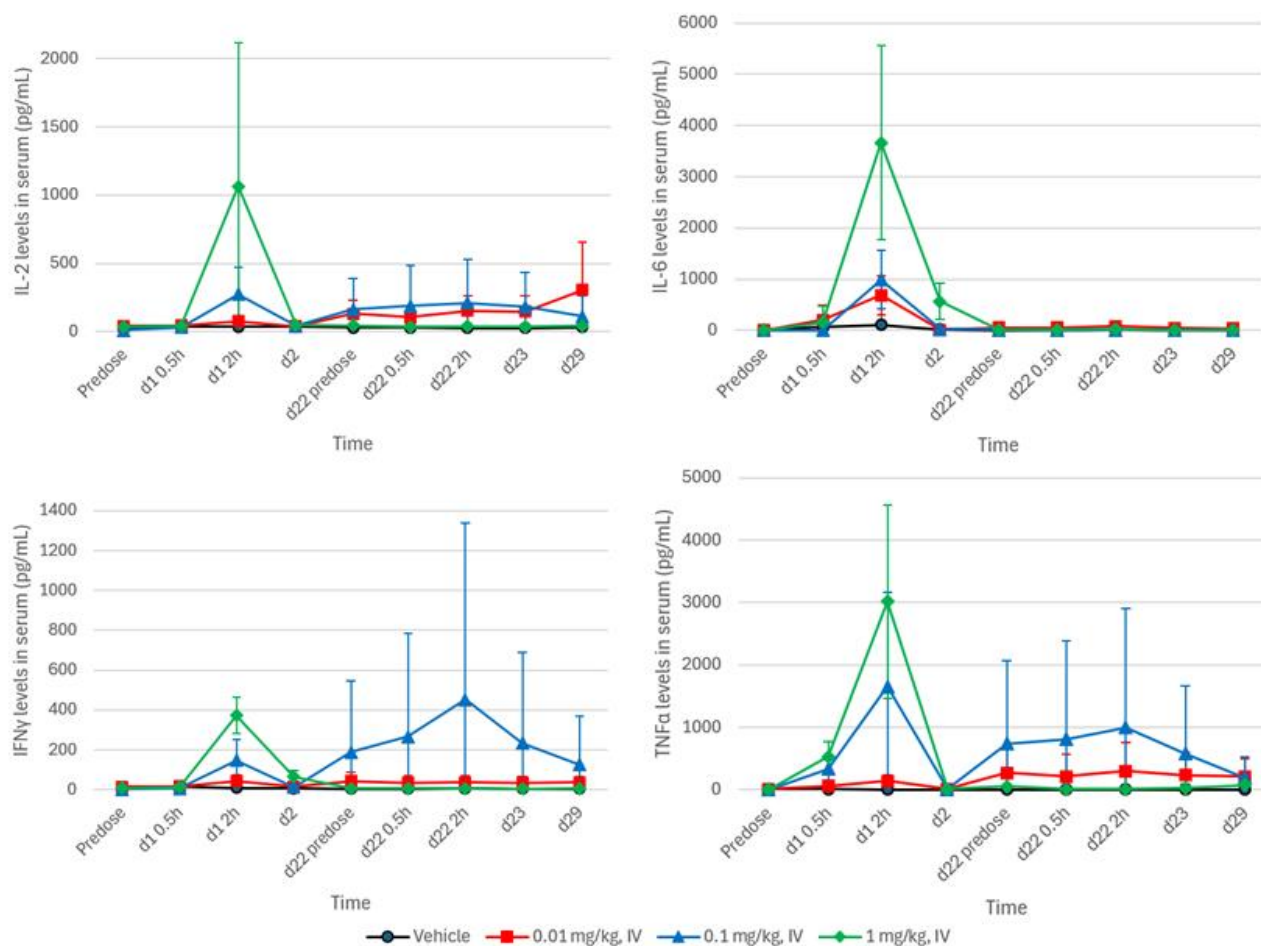 IL-2 levels in serum (pg/mL)
2000
1500
1000
500
0
Predose
d1 0.5h
d1 2h
d2
d22 predose
d22 0.5h
d22 2h
d23
d29
Time
IL-6 levels in serum (pg/mL)
6000
5000
4000
3000
2000
1000
0
Predose
d1 0.5h
d1 2h
d2
d22 predose
d22 0.5h
d22 2h
d23
d29
Time
IFNγ levels in serum (pg/mL)
1400
1200
1000
800
600
400
200
0
Predose
d1 0.5h
d1 2h
d2
d22 predose
d22 0.5h
d22 2h
d23
d29
Time
TNFα levels in serum (pg/mL)
5000
4000
3000
2000
1000
0
Predose
d1 0.5h
d1 2h
d2
d22 predose
d22 0.5h
d22 2h
d23
d29
Time
Vehicle 0.01 mg/kg, IV 0.1 mg/kg, IV 1 mg/kg, IV